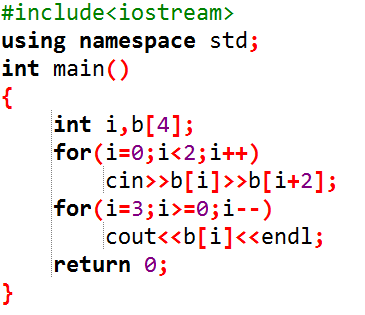 #include<iostream>
using namespace std;
int main()
{
    int i,b[4];
    for(i=0;i<2;i++)
        cin>>b[i]>>b[i+2];
    for(i=3;i>=0;i--)
        cout<<b[i]<<endl;
    return 0;
}